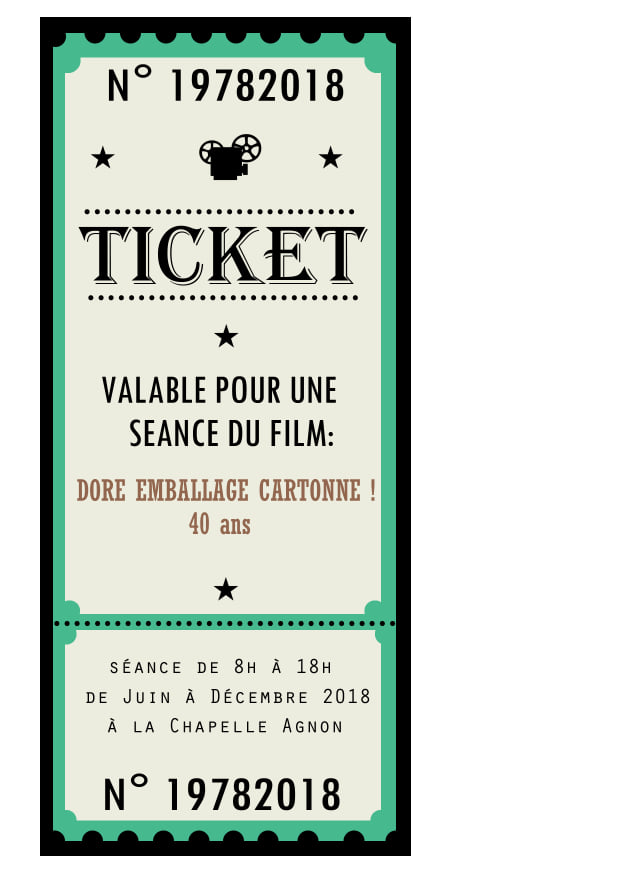 N° 19782018
TICKET
VALABLE POUR UNE
SEANCE DU FILM:
DORE EMBALLAGE CARTONNE !
40 ans
SÉANCE DE 8H À 18H
DE JUIN À DÉCEMBRE 2018
À LA CHAPELLE AGNON
N° 19782018